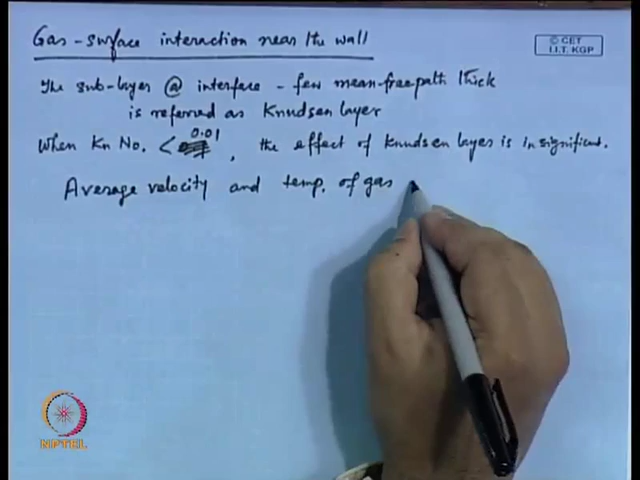 Gas-surface interaction near the wall
© CET
I.I.T. KGP
The sub-layer @ interface - few mean-free path thick
is referred as Knudsen layer
When Kn No. < 0.01, the effect of Knudsen layer is insignificant.
Average velocity and temp. of gas
NPTEL